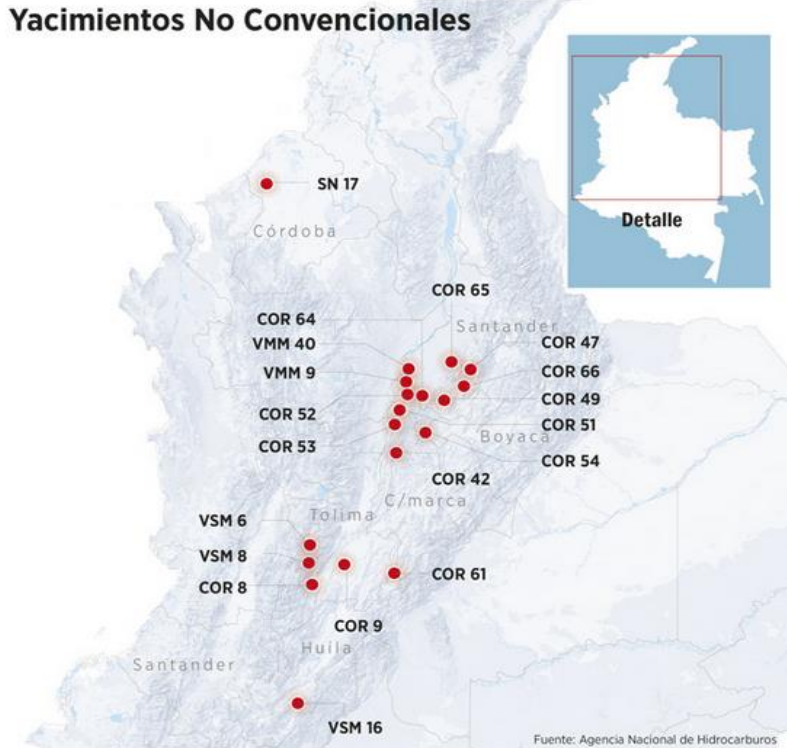 Yacimientos No Convencionales
Detalle
SN 17
Córdoba
COR 65
COR 64
Santander
VMM 40
COR 47
VMM 9
COR 66
COR 49
COR 52
COR 51
Boyacá
COR 53
COR 54
COR 42
C/marca
Tolima
VSM 6
VSM 8
COR 61
COR 8
COR 9
Huila
Santander
VSM 16
Fuente: Agencia Nacional de Hidrocarburos